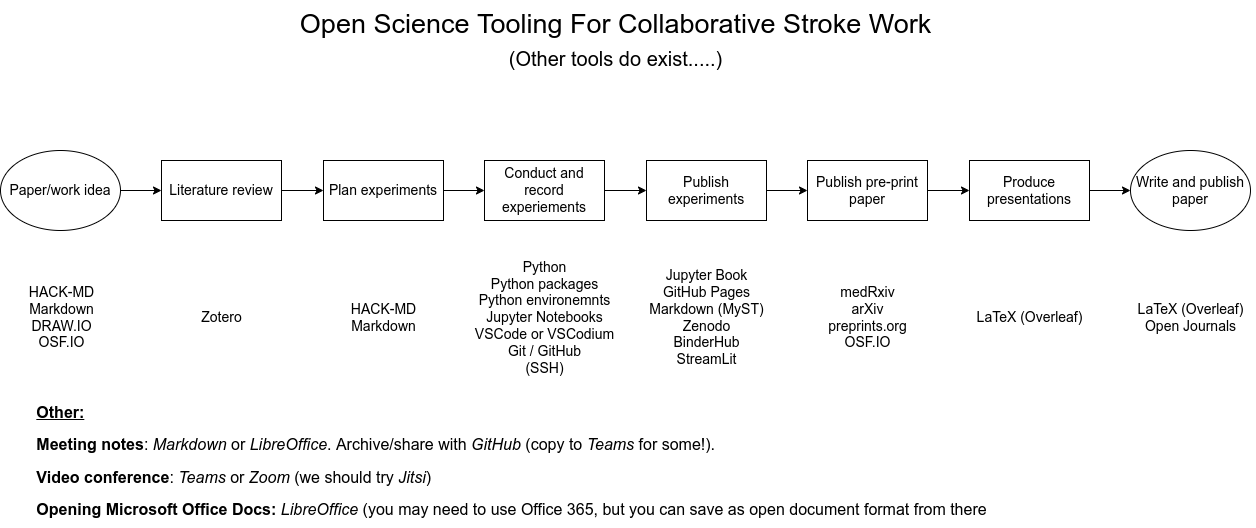 Open Science Tooling For Collaborative Stroke Work
(Other tools do exist.....)
Paper/work idea
Literature review
Plan experiments
Conduct and
record
experiements
Publish
experiments
Publish pre-print
paper
Produce
presentations
Write and publish
paper
HACK-MD
Markdown
DRAW.IO
OSF.IO
Zotero
HACK-MD
Markdown
Python
Python packages
Python environemnts
Jupyter Notebooks
VSCode or VSCodium
Git / GitHub
(SSH)
Jupyter Book
GitHub Pages
Markdown (MyST)
Zenodo
BinderHub
StreamLit
medRxiv
arXiv
preprints.org
OSF.IO
LaTeX (Overleaf)
LaTeX (Overleaf)
Open Journals
Other:
Meeting notes: Markdown or LibreOffice. Archive/share with GitHub (copy to Teams for some!).
Video conference: Teams or Zoom (we should try Jitsi)
Opening Microsoft Office Docs: LibreOffice (you may need to use Office 365, but you can save as open document format from there